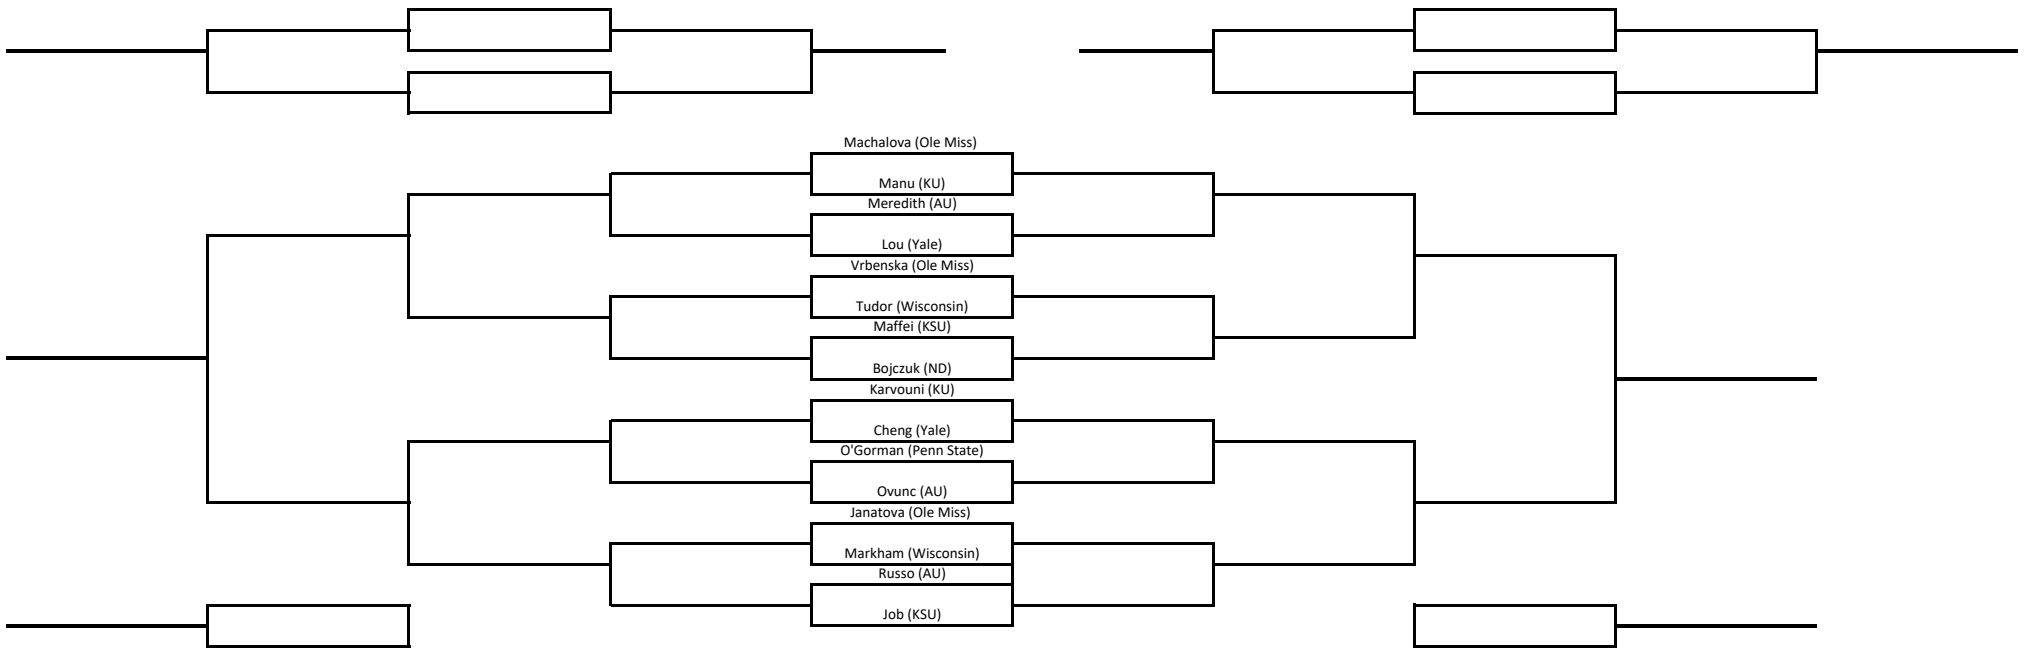 Machalova (Ole Miss)
Manu (KU)
Meredith (AU)
Lou (Yale)
Vrbenska (Ole Miss)
Tudor (Wisconsin)
Maffei (KSU)
Bojczuk (ND)
Karvouni (KU)
Cheng (Yale)
O'Gorman (Penn State)
Ovunc (AU)
Janatova (Ole Miss)
Markham (Wisconsin)
Russo (AU)
Job (KSU)